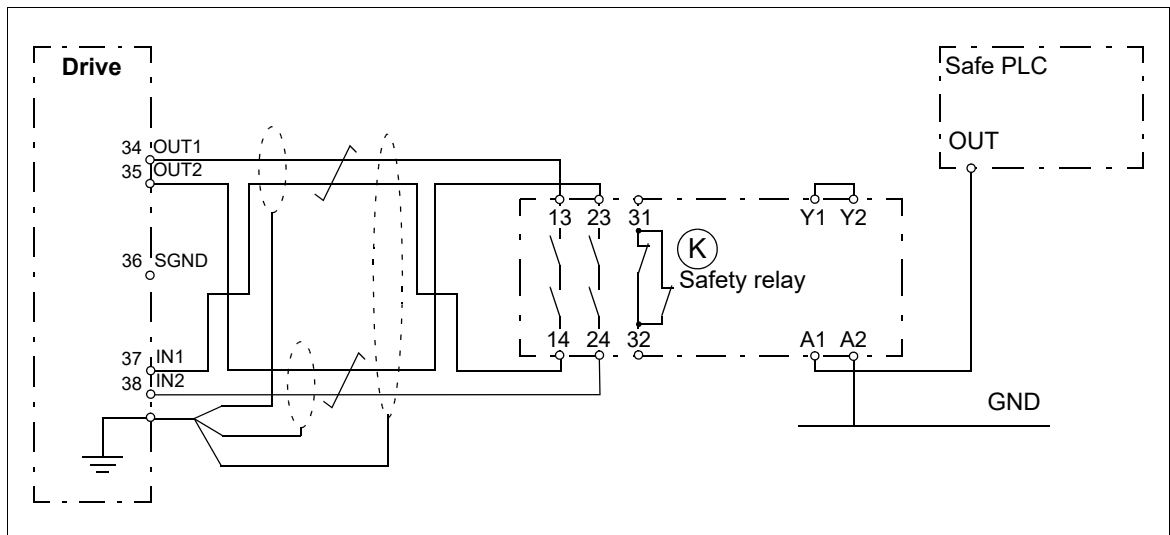 Drive
Safe PLC
OUT
34 OUT1
35 OUT2
13 23 31
Y1 Y2
K
36 SGND
Safety relay
14 24 32
A1 A2
37 IN1
38 IN2
GND